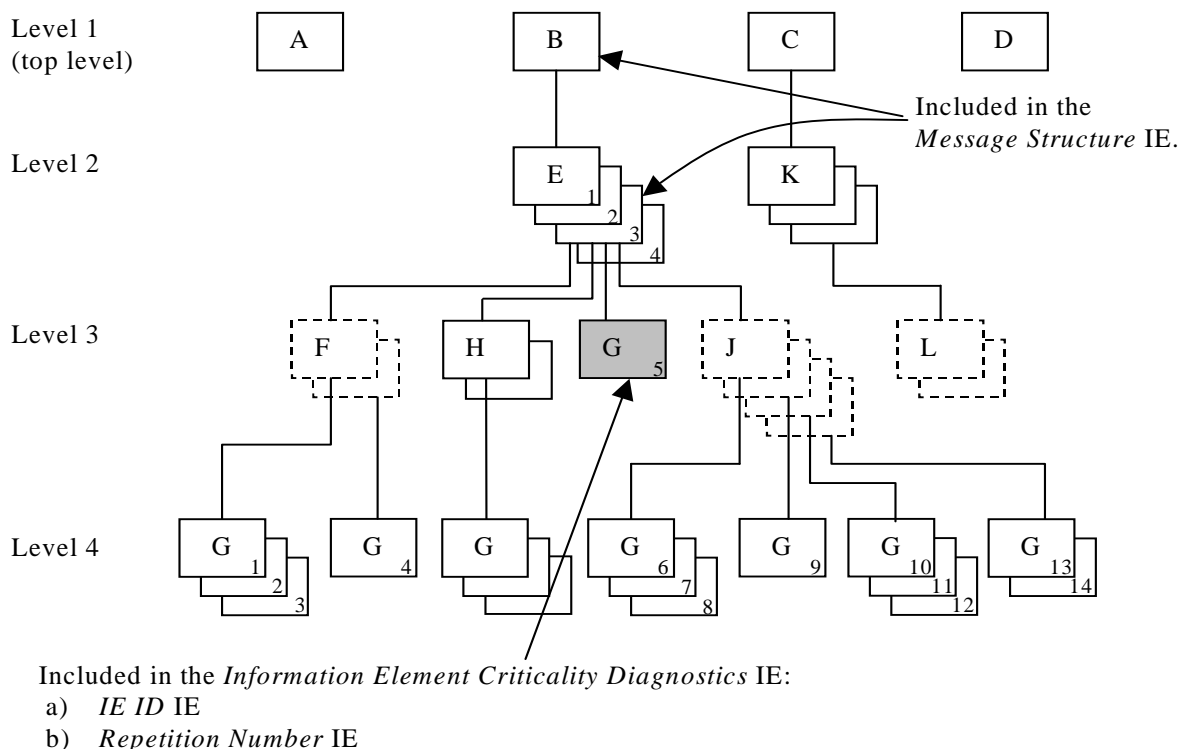 Level 1
(top level)
A
B
C
D
Included in the
Message Structure IE.
Level 2
E
1
2
3
4
K
Level 3
F
H
G
5
J
L
Level 4
G
1
2
3
G
4
G
G
6
7
8
G
9
G
10
11
12
G
13
14
Included in the Information Element Criticality Diagnostics IE:
a) IE ID IE
b) Repetition Number IE